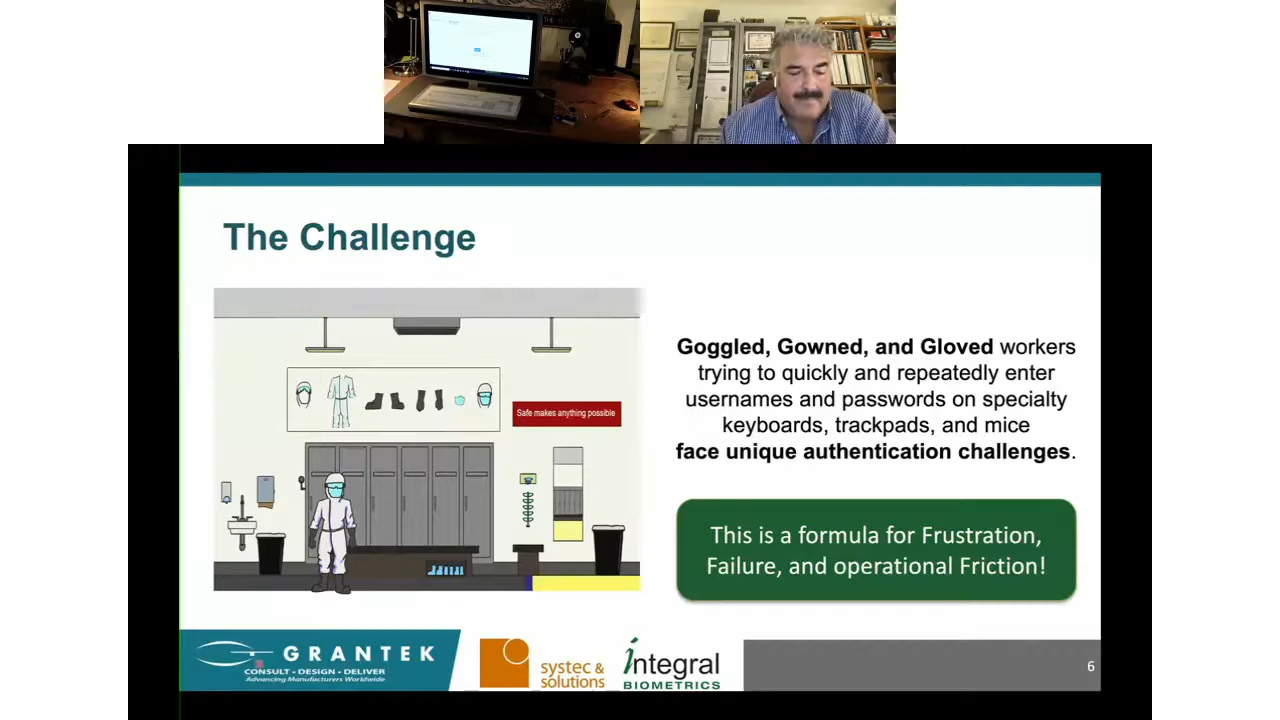 The Challenge
Safe makes anything possible
Goggled, Gowned, and Gloved workers
trying to quickly and repeatedly enter
usernames and passwords on specialty
keyboards, trackpads, and mice
face unique authentication challenges.
This is a formula for Frustration,
Failure, and operational Friction!
GRANTEK
CONSULT • DESIGN • DELIVER
Advancing Manufacturers Worldwide
systec &
solutions
integral
BIOMETRICS
6